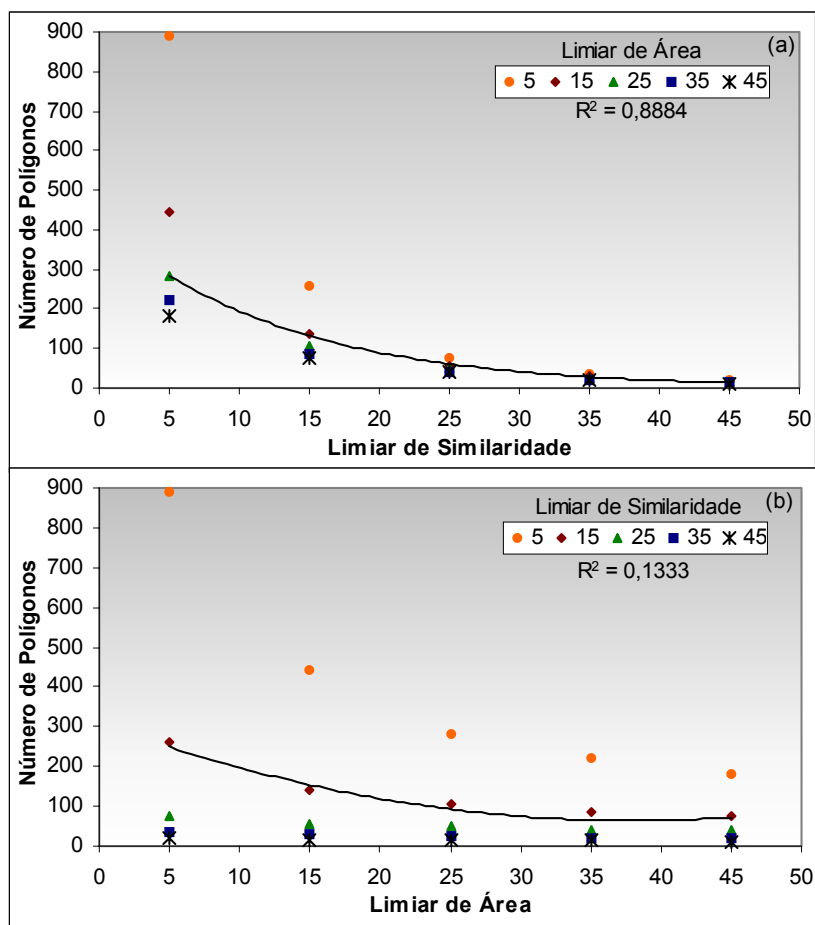 (a)
Limiar de Área
5 15 25 35 45
R² = 0,8884
Número de Polígonos
900
800
700
600
500
400
300
200
100
0
0 5 10 15 20 25 30 35 40 45 50
Limiar de Similaridade
(b)
Limiar de Similaridade
5 15 25 35 45
R² = 0,1333
Número de Polígonos
900
800
700
600
500
400
300
200
100
0
0 5 10 15 20 25 30 35 40 45 50
Limiar de Área